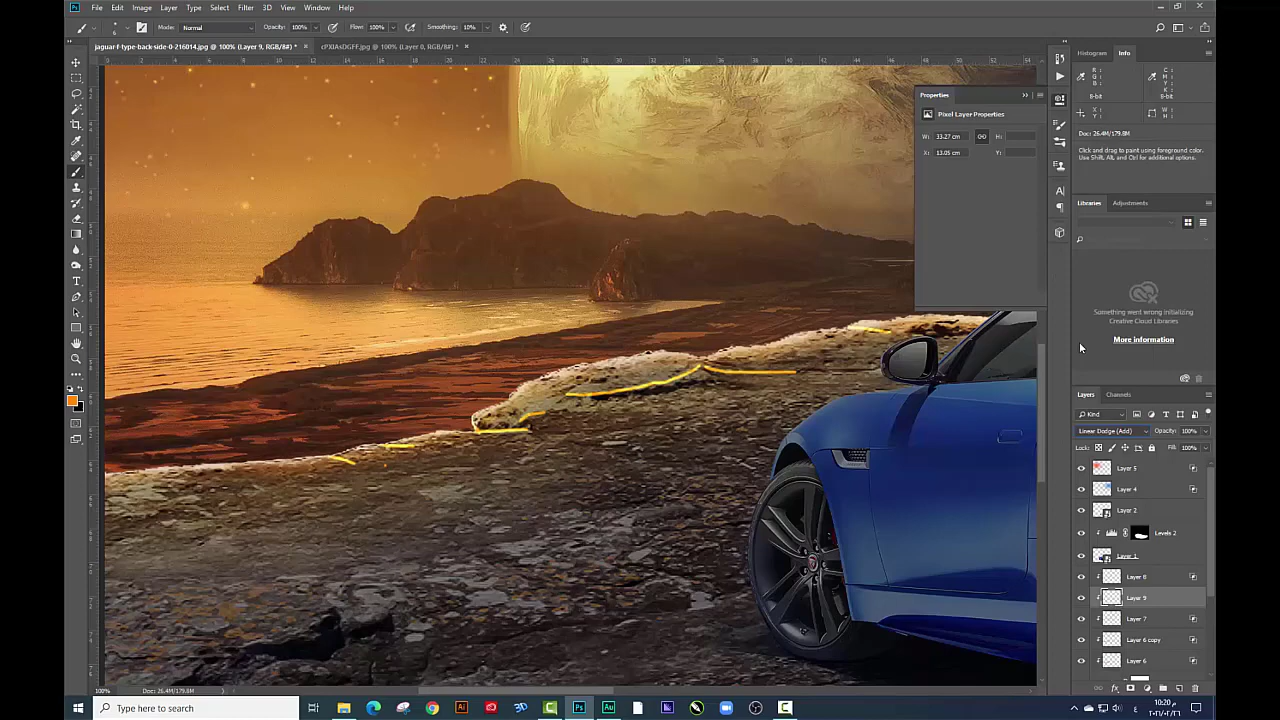 File Edit Image Layer Type Select Filter 3D View Window Help
Mode: Normal Opacity: 100% Flow: 100% Smoothing: 10%
jaguar-f-type-back-side-0-216014.jpg @ 100% (Layer 9, RGB/8#) * cPXIAsDGFF.jpg @ 100% (Layer 0, RGB/8#) *
Histogram Info
R: C:
G: M:
B: Y:
K:
8-bit 8-bit
X: W:
Y: H:
Doc: 26.4M/179.8M
Click and drag to paint using foreground color.
Use Shift, Alt, and Ctrl for additional options.
Properties
Pixel Layer Properties
W: 33.27 cm H:
X: 13.05 cm Y:
Libraries Adjustments
Something went wrong initializing
Creative Cloud Libraries
More information
Layers Channels
Kind
Linear Dodge (Add) Opacity: 100%
Lock: Fill: 100%
Layer 5
Layer 4
Layer 2
Levels 2
Layer 1
Layer 8
Layer 9
Layer 7
Layer 6 copy
Layer 6
100% Doc: 26.4M/179.8M
Type here to search
١٠:٢٥ ص